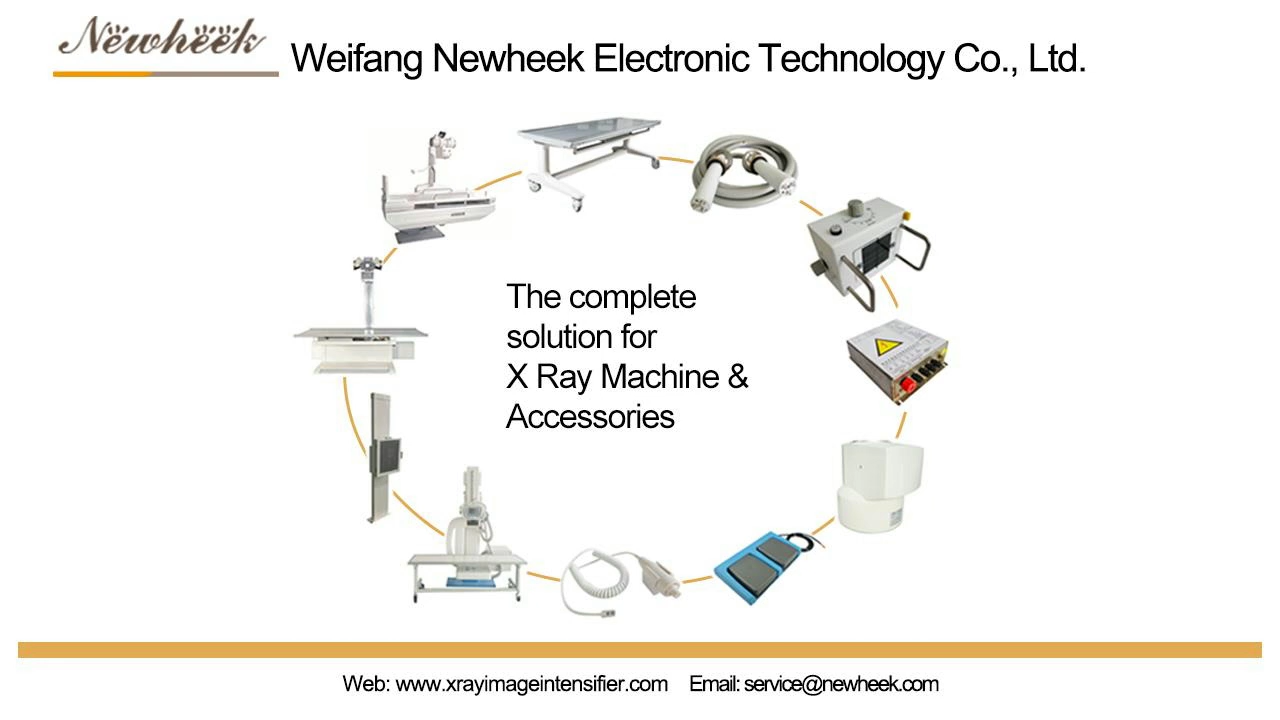 Newheek
Weifang Newheek Electronic Technology Co., Ltd.
The complete
solution for
X Ray Machine &
Accessories
Web: www.xrayimageintensifier.com Email: service@newheek.com